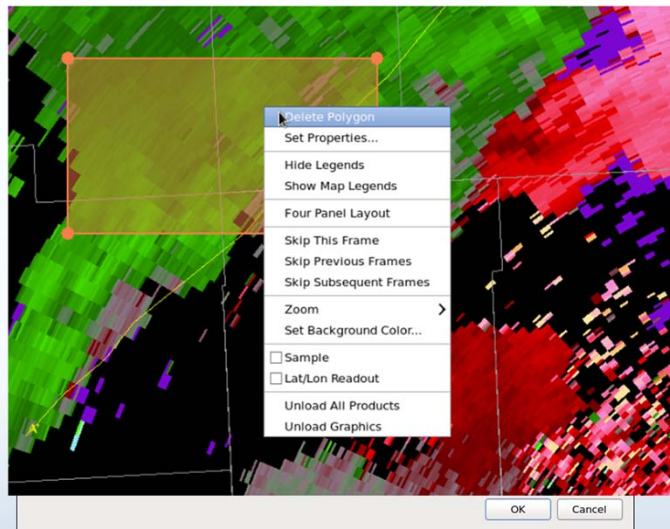 Delete Polygon
Set Properties...
Hide Legends
Show Map Legends
Four Panel Layout
Skip This Frame
Skip Previous Frames
Skip Subsequent Frames
Zoom
Set Background Color...
Sample
Lat/Lon Readout
Unload All Products
Unload Graphics
OK
Cancel